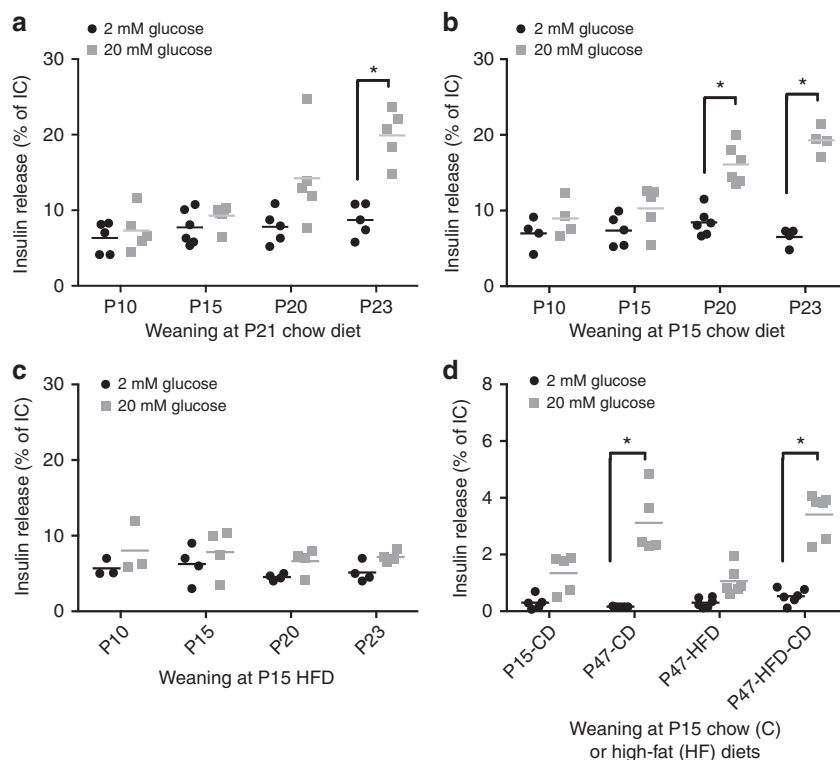 a
2 mM glucose
20 mM glucose
Insulin release (% of IC)
30
20
10
0
*
P10
P15
P20
P23
Weaning at P21 chow diet
b
2 mM glucose
20 mM glucose
Insulin release (% of IC)
30
20
10
0
*
*
P10
P15
P20
P23
Weaning at P15 chow diet
c
2 mM glucose
20 mM glucose
Insulin release (% of IC)
30
20
10
0
P10
P15
P20
P23
Weaning at P15 HFD
d
2 mM glucose
20 mM glucose
Insulin release (% of IC)
8
6
4
2
0
*
*
P15-CD
P47-CD
P47-HFD
P47-HFD-CD
Weaning at P15 chow (C)
or high-fat (HF) diets